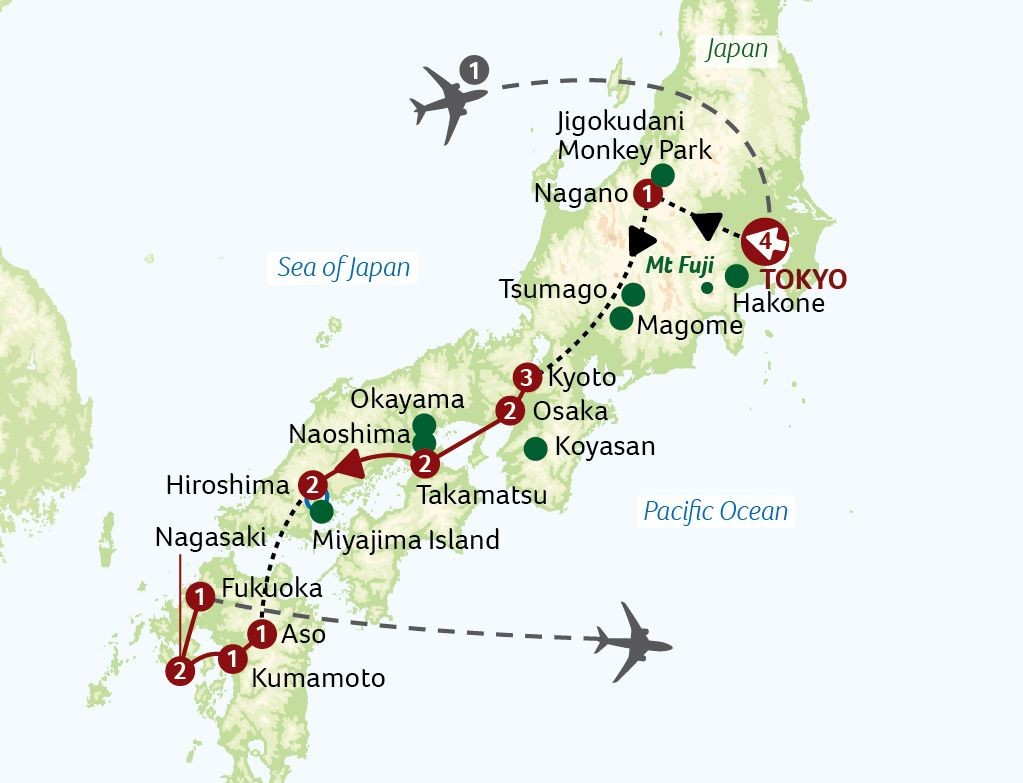 Japan
1
Jigokudani
Monkey Park
Nagano
1
4
TOKYO
Sea of Japan
Mt Fuji
Hakone
Tsumago
Magome
3
Kyoto
Okayama
2
Osaka
Naoshima
Koyasan
2
Takamatsu
Hiroshima
2
Pacific Ocean
Nagasaki
Miyajima Island
1
Fukuoka
1
Aso
2
1
Kumamoto